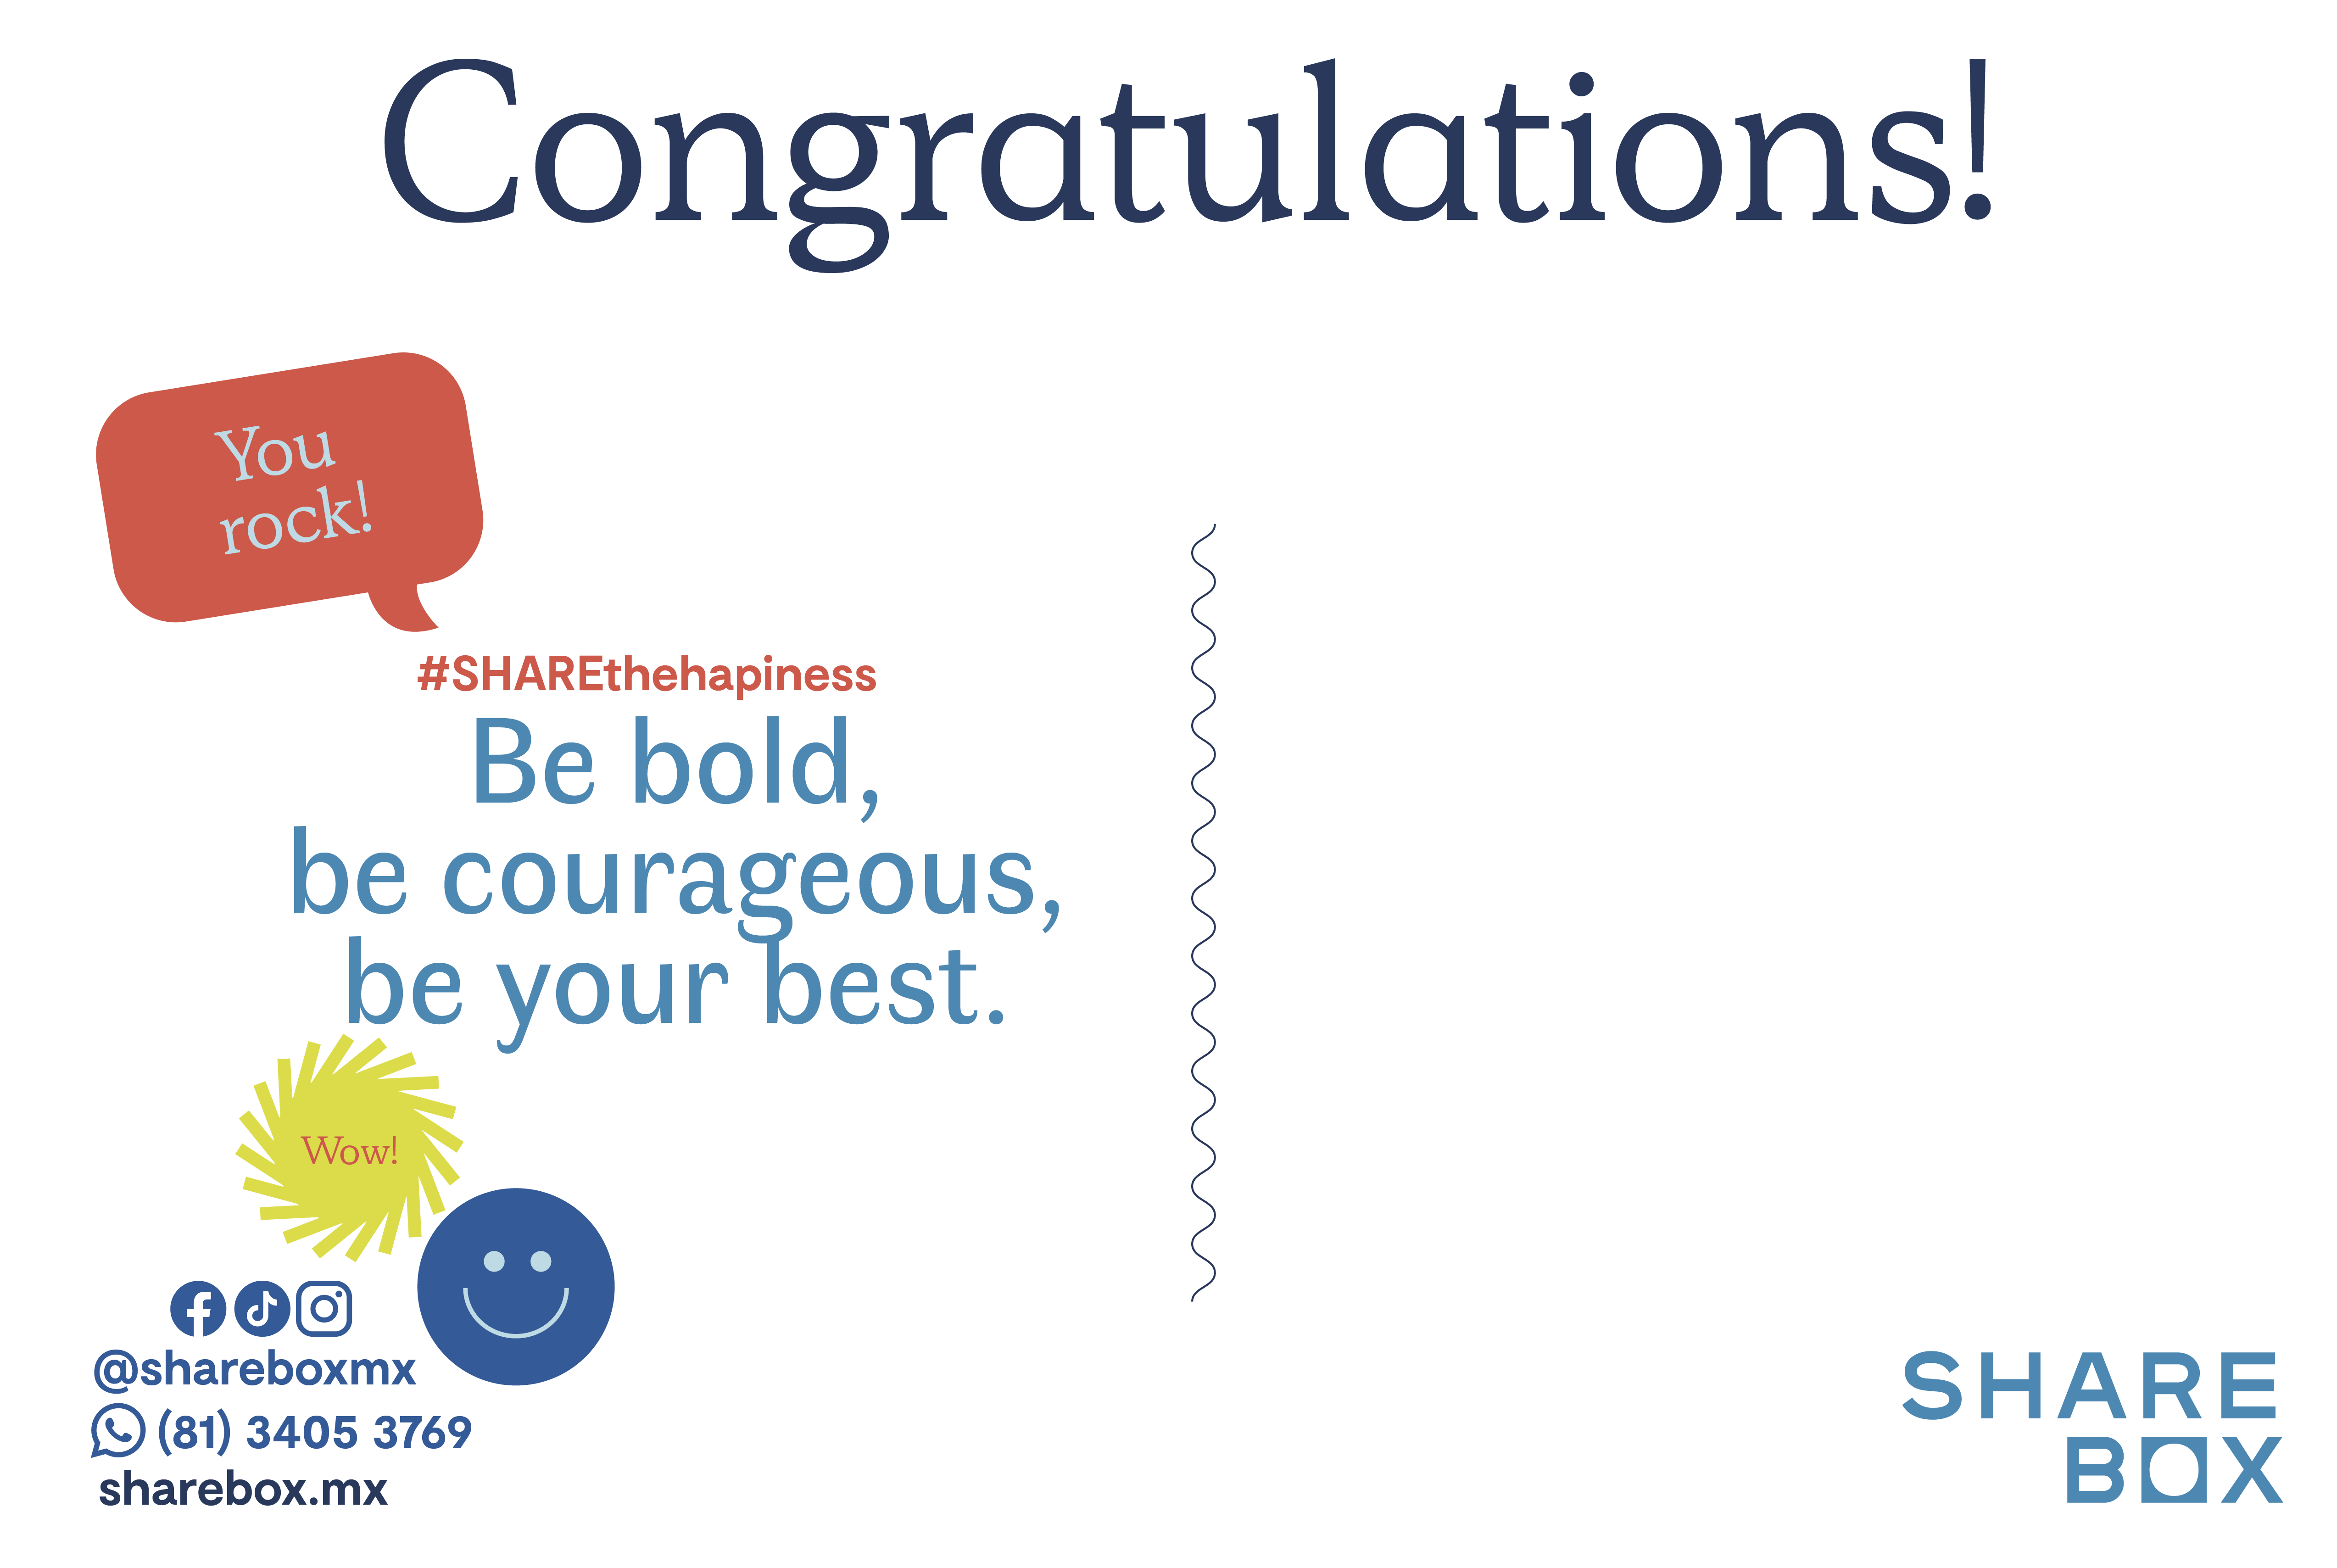 Congratulations!
You
rock!
#SHAREthehapiness
Be bold,
be courageous,
be your best.
Wow!
@shareboxmx
(81) 3405 3769
sharebox.mx
SHARE
BOX